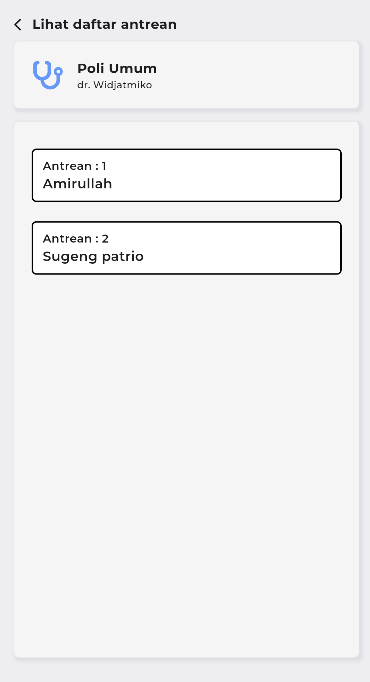 Lihat daftar antrean
Poli Umum
dr. Widjatmiko
Antrean : 1
Amirullah
Antrean : 2
Sugeng patrio